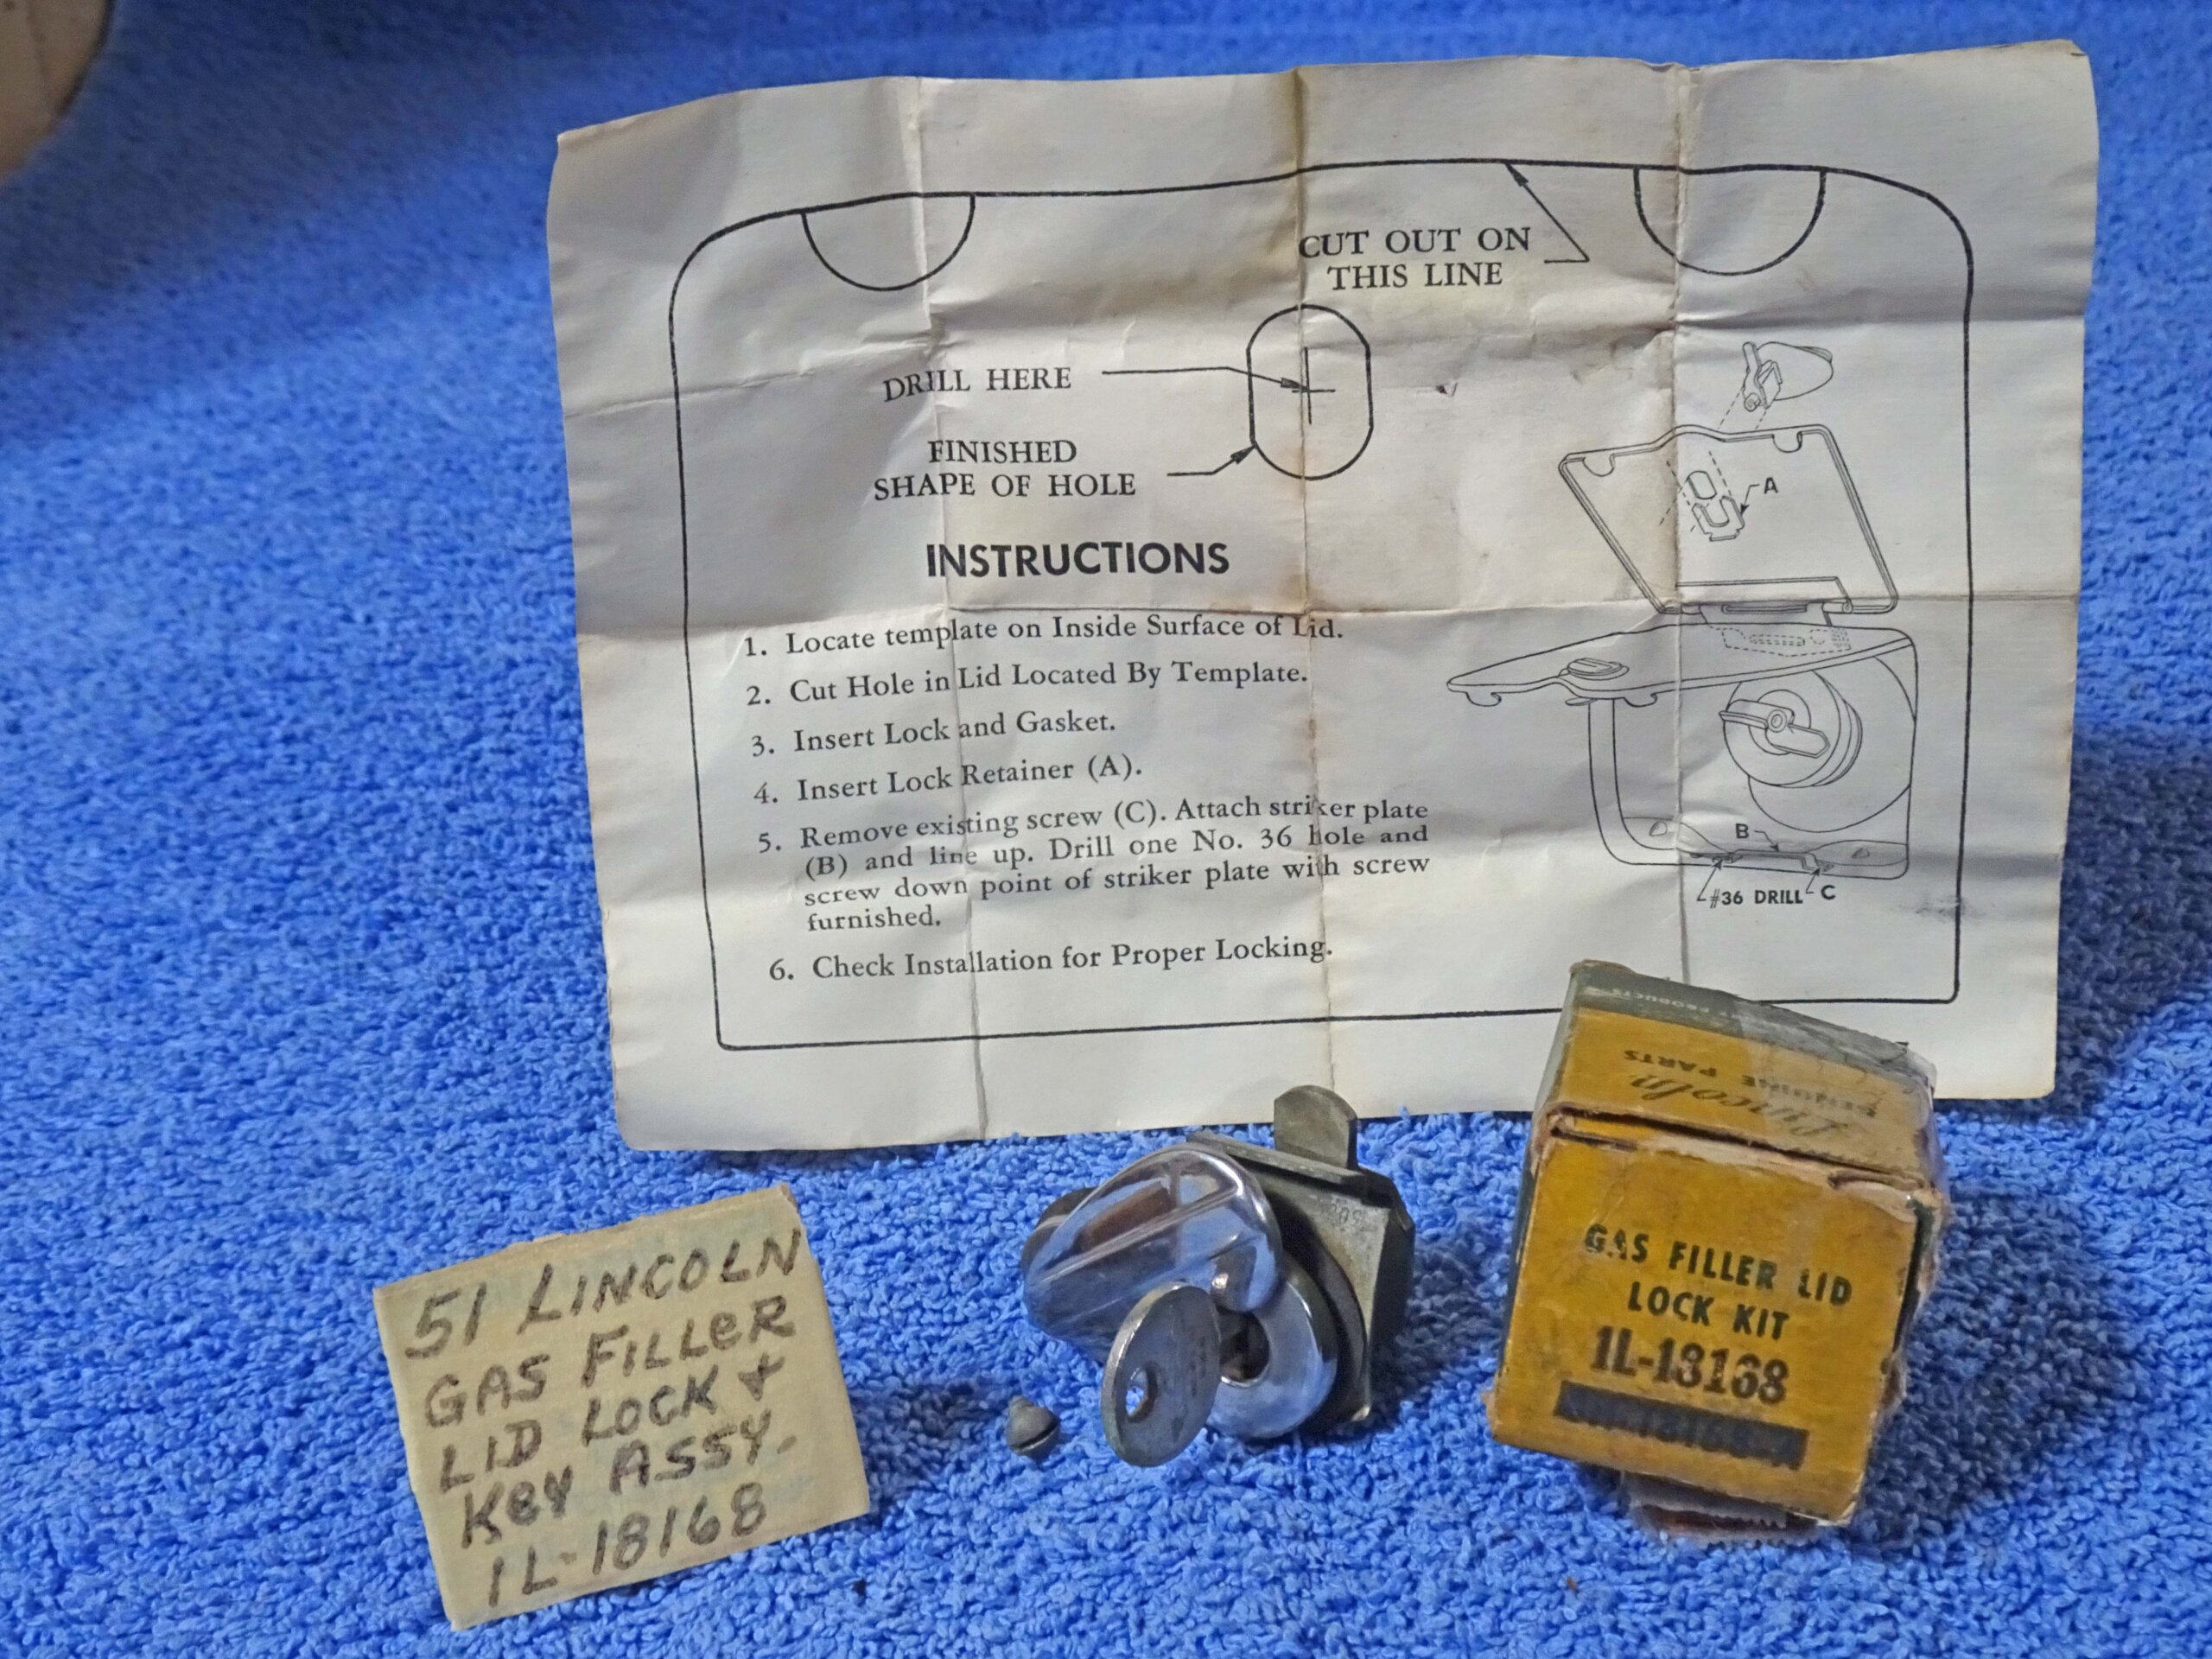 CUT OUT ON
THIS LINE
DRILL HERE
FINISHED
SHAPE OF HOLE
A
INSTRUCTIONS
1. Locate template on Inside Surface of Lid.
2. Cut Hole in Lid Located By Template.
3. Insert Lock and Gasket.
4. Insert Lock Retainer (A).
5. Remove existing screw (C). Attach striker plate
(B) and line up. Drill one No. 36 hole and
screw down point of striker plate with screw
furnished.
6. Check Installation for Proper Locking.
B
#36 DRILL C
PRODUCTS
GENUINE PARTS
Lincoln
GAS FILLER LID
LOCK KIT
1L-18168
51 LINCOLN
GAS FILLER
LID LOCK &
KEY ASSY.
1L-18168